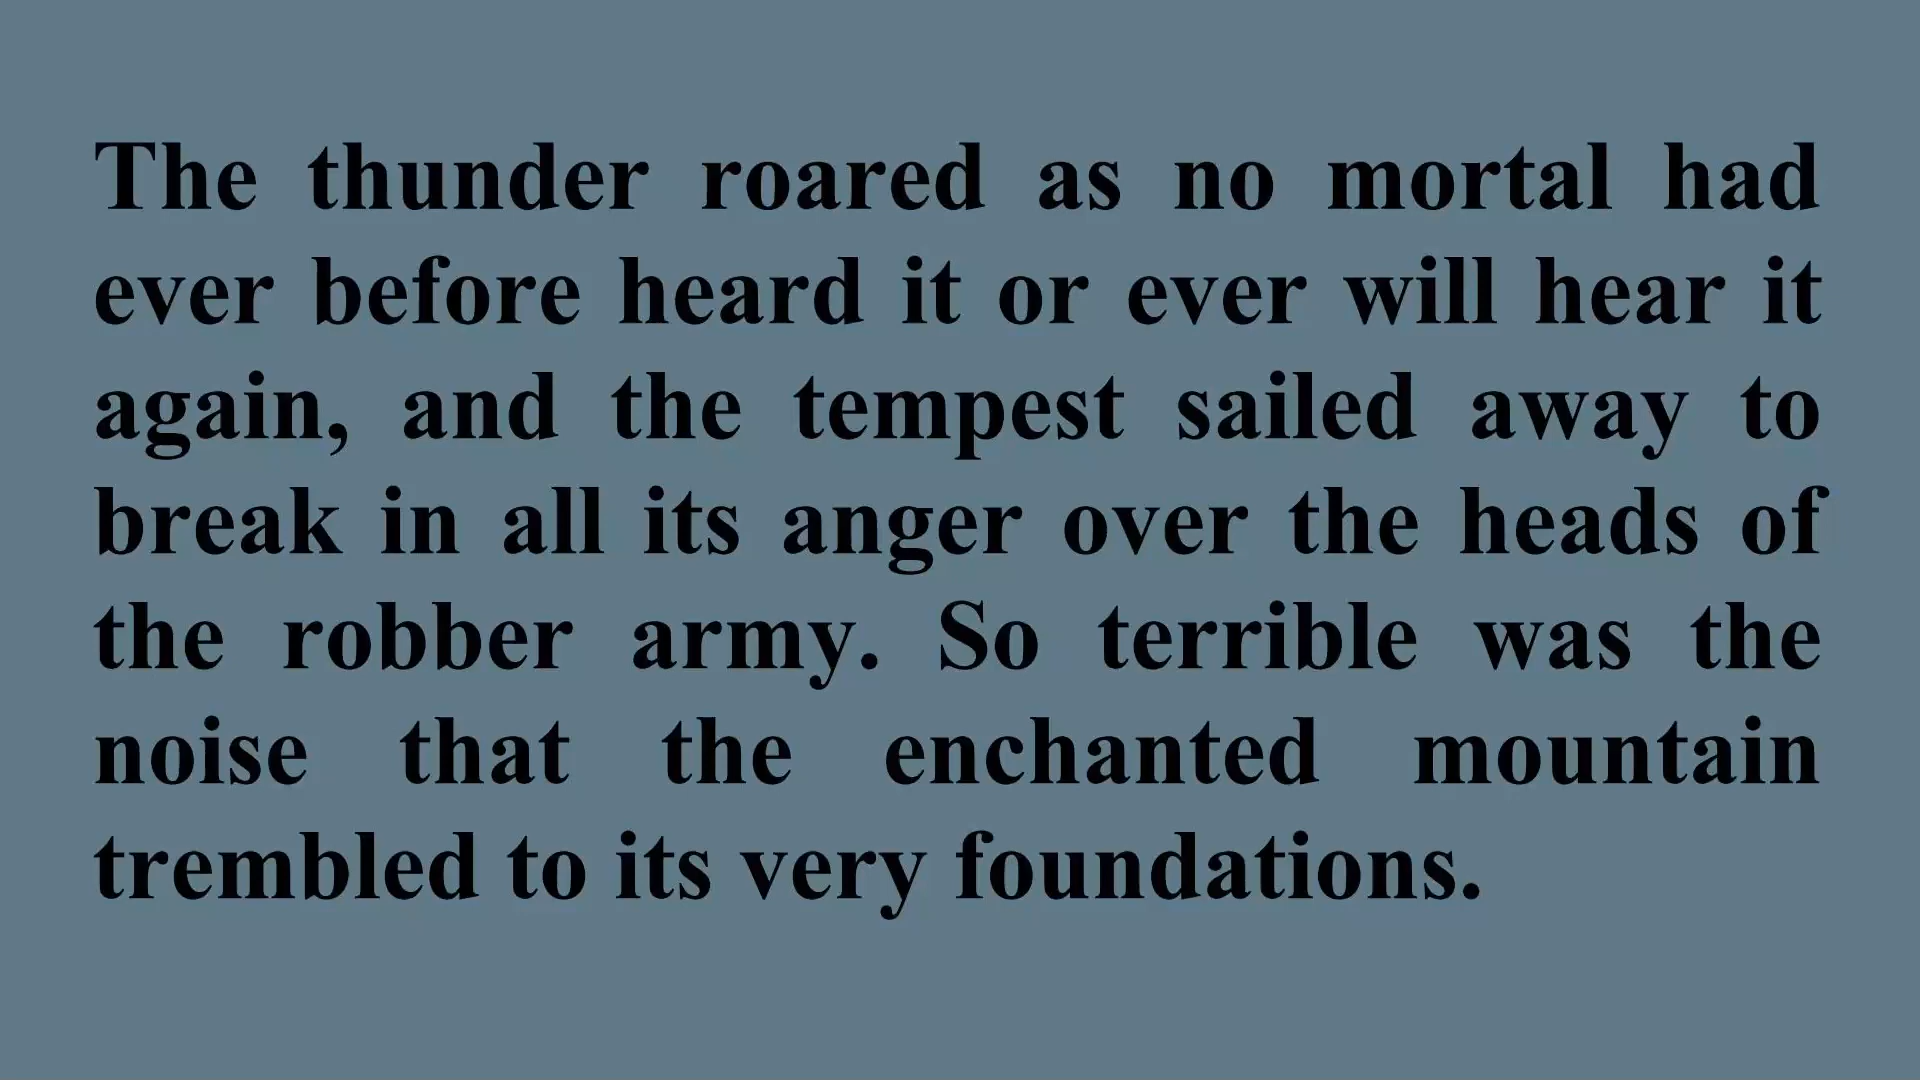 The thunder roared as no mortal had
ever before heard it or ever will hear it
again, and the tempest sailed away to
break in all its anger over the heads of
the robber army. So terrible was the
noise that the enchanted mountain
trembled to its very foundations.